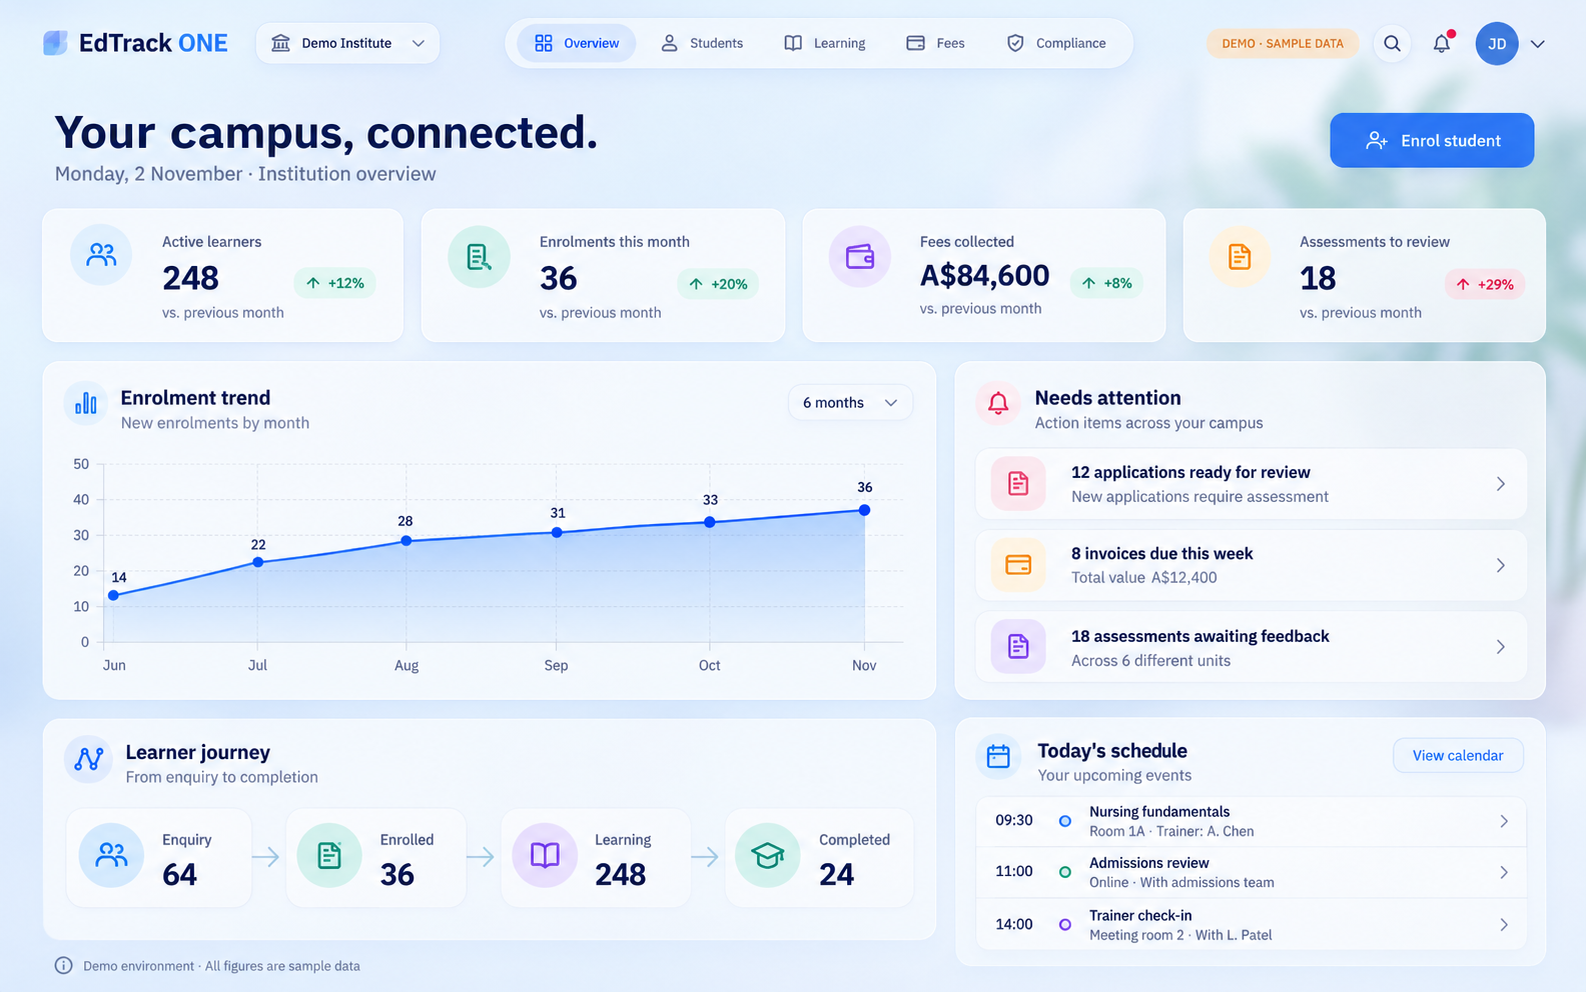 EdTrack ONE
Demo Institute
Overview
Students
Learning
Fees
Compliance
DEMO · SAMPLE DATA
JD
Your campus, connected.
Monday, 2 November · Institution overview
Enrol student
Active learners
248
+12%
vs. previous month
Enrolments this month
36
+20%
vs. previous month
Fees collected
A$84,600
+8%
vs. previous month
Assessments to review
18
+29%
vs. previous month
Enrolment trend
New enrolments by month
6 months
50
40
30
20
10
0
14
22
28
31
33
36
Jun
Jul
Aug
Sep
Oct
Nov
Needs attention
Action items across your campus
12 applications ready for review
New applications require assessment
8 invoices due this week
Total value A$12,400
18 assessments awaiting feedback
Across 6 different units
Learner journey
From enquiry to completion
Enquiry
64
Enrolled
36
Learning
248
Completed
24
Today's schedule
Your upcoming events
View calendar
09:30
Nursing fundamentals
Room 1A · Trainer: A. Chen
11:00
Admissions review
Online · With admissions team
14:00
Trainer check-in
Meeting room 2 · With L. Patel
Demo environment · All figures are sample data